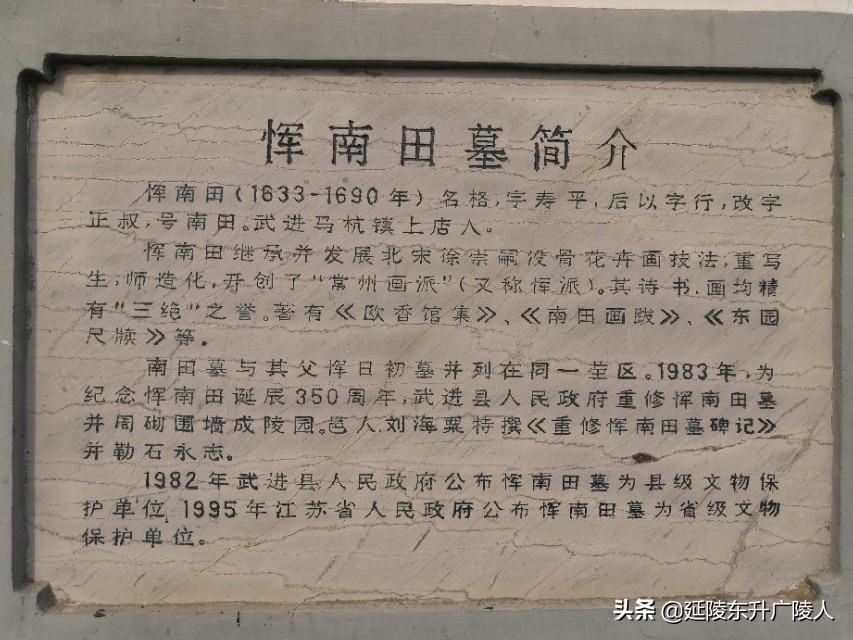 恽南田墓简介
恽南田(1633-1690年)名格,字寿平,后以字行,改字
正叔,号南田。武进马杭镇上店人。
恽南田继承并发展北宋徐崇嗣没骨花卉画技法,重写
生,师造化,开创了“常州画派”(又称恽派)。其诗书,画均精
有“三绝”之誉。著有《欧香馆集》、《南田画跋》、《东园
尺牍》等。
南田墓与其父恽日初墓并列在同一茔区。1983年,为
纪念恽南田诞展350周年,武进县人民政府重修恽南田墓
并周砌围墙成陵园。邑人刘海粟特撰《重修恽南田墓碑记》
并勒石永志。
1982年武进县人民政府公布恽南田墓为县级文物保
护单位,1995年江苏省人民政府公布恽南田墓为省级文物
保护单位。
头条 @延陵东升广陵人